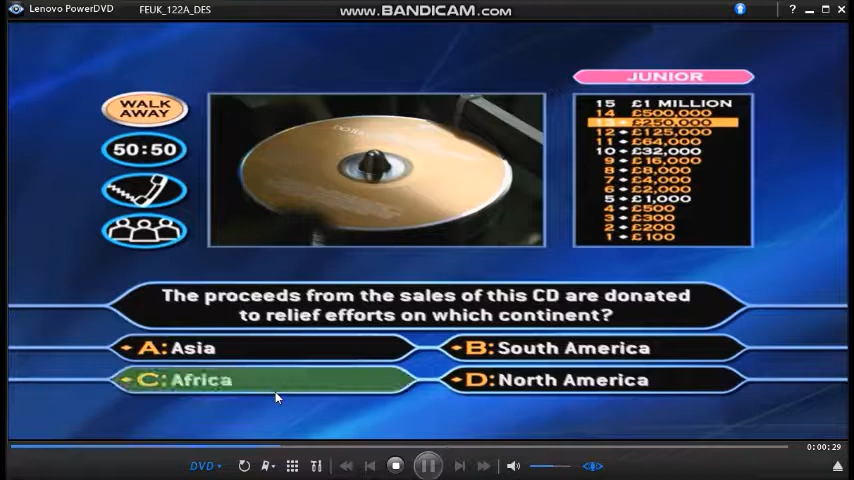 Lenovo PowerDVD
FEUK_122A_DES
www.BANDICAM.com
?
JUNIOR
WALK
AWAY
50:50
15 £1 MILLION
14 £500,000
13 £250,000
12 £125,000
11 £64,000
10 £32,000
9 £16,000
8 £8,000
7 £4,000
6 £2,000
5 £1,000
4 £500
3 £300
2 £200
1 £100
The proceeds from the sales of this CD are donated
to relief efforts on which continent?
A: Asia
B: South America
C: Africa
D: North America
0:00:29
DVD